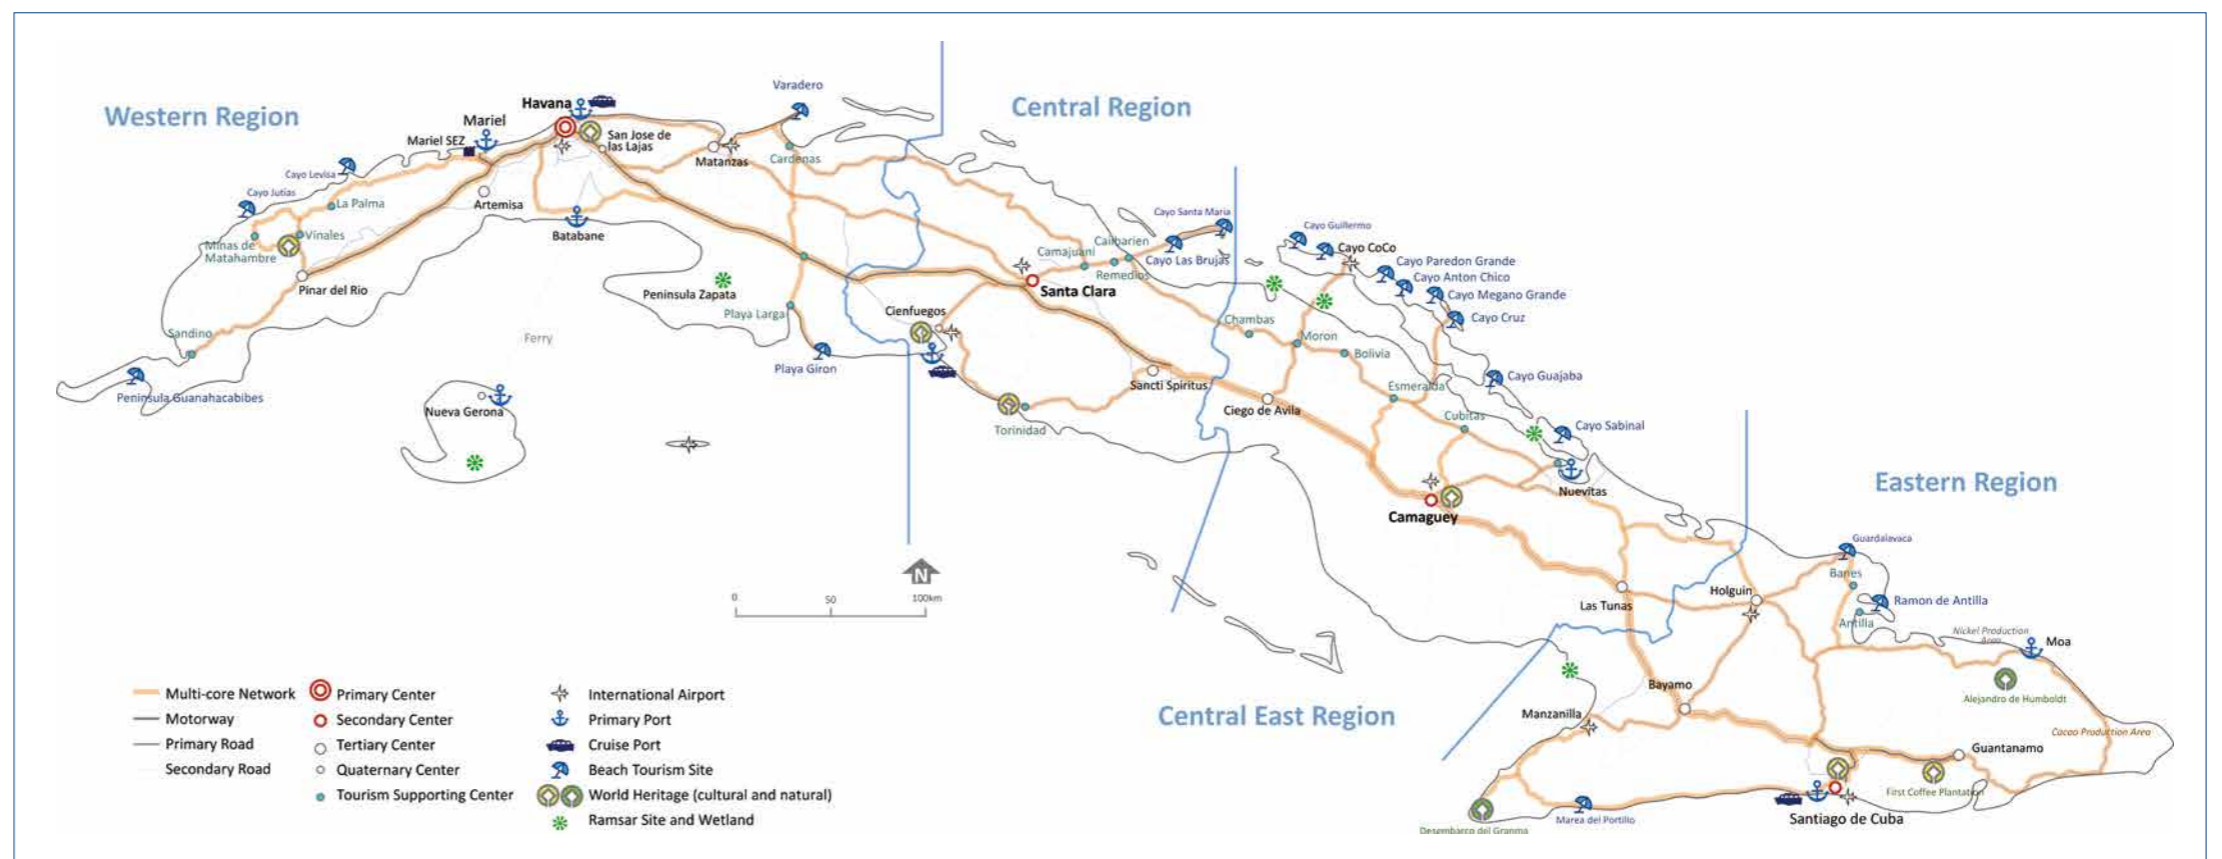 Western Region
Central Region
Eastern Region
Central East Region
Havana
Mariel
Mariel SEZ
San Jose de
las Lajas
Varadero
Matanzas
Cardenas
Cayo Levisa
Cayo Jutias
La Palma
Artemisa
Batabane
Minas de
Matahambre
Vinales
Pinar del Rio
Sandino
Peninsula Guanahacabibes
Ferry
Nueva Gerona
Peninsula Zapata
Playa Larga
Playa Giron
Cienfuegos
Santa Clara
Camajuani
Caiibarien
Remedios
Cayo Santa Maria
Cayo Las Brujas
Torinidad
Sancti Spiritus
Cayo Guillermo
Cayo CoCo
Cayo Paredon Grande
Cayo Anton Chico
Cayo Megano Grande
Cayo Cruz
Chambas
Moron
Bolivia
Ciego de Avila
Esmeralda
Cubitas
Cayo Guajaba
Cayo Sabinal
Nuevitas
Camaguey
Las Tunas
Holguin
Guardalavaca
Banes
Ramon de Antilla
Antilla
Nickel Production
Area
Moa
Alejandro de Humboldt
Cacao Production Area
Bayamo
Manzanilla
Guantanamo
First Coffee Plantation
Santiago de Cuba
Marea del Portillo
Desembarco del Granma
N
0 50 100km
Multi-core Network
Motorway
Primary Road
Secondary Road
Primary Center
Secondary Center
Tertiary Center
Quaternary Center
Tourism Supporting Center
International Airport
Primary Port
Cruise Port
Beach Tourism Site
World Heritage (cultural and natural)
Ramsar Site and Wetland